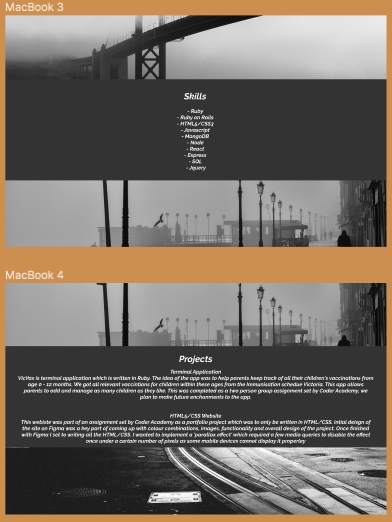 MacBook 3
Skills
- Ruby
- Ruby on Rails
- HTML5/CSS3
- Javascript
- MongoDB
- Node
- React
- Express
- SQL
- Jquery
MacBook 4
Projects
Terminal Application
VicVax is terminal application which is written in Ruby. The idea of the app was to help parents keep track of all their children's vaccinations for them from
age 0 - 12 months. We got all relevant vaccintions for children within these ages from the Immunisation schedue Victoria. This app allows
parents to add and manage as many children as they like. This was completed as a two person group assignment set by Coder Academy, we
plan to make future enchancments to the app.
HTML5/CSS Website
This webiste was part of an assignment set by Coder Academy as a portfolio project which was to only be written in HTML/CSS. Intial design of
the site on Figma was a key part of coming up with colour combinations, images, functionality and overall design of the project. Once finished
with Figma I set to writing all the HTML/CSS. I wanted to implement a 'parallax effect' which required a few media queries to disable the effect
once under a certain number of pixels as some mobile devices cannot display it properley